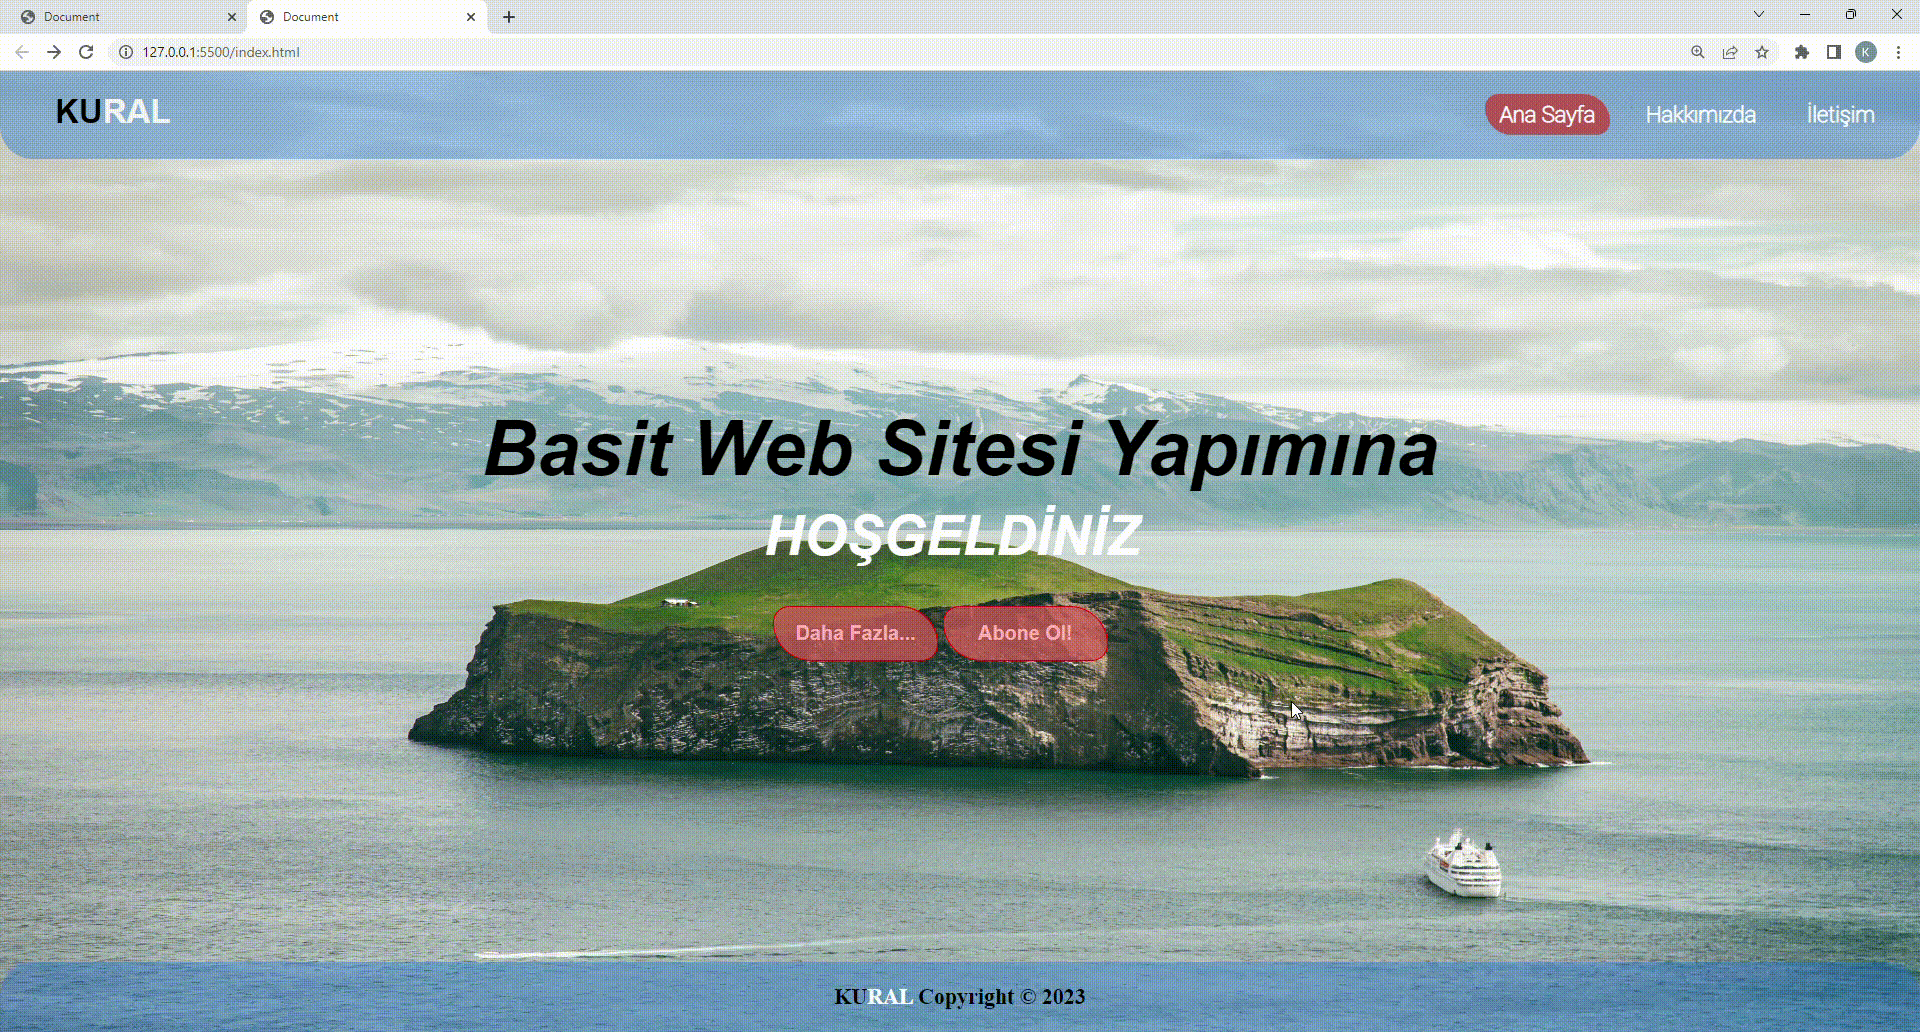 Document
Document
127.0.0.1:5500/index.html
K
KURAL
Ana Sayfa
Hakkımızda
İletişim
Basit Web Sitesi Yapımına
HOŞGELDİNİZ
Daha Fazla...
Abone Ol!
KURAL Copyright © 2023